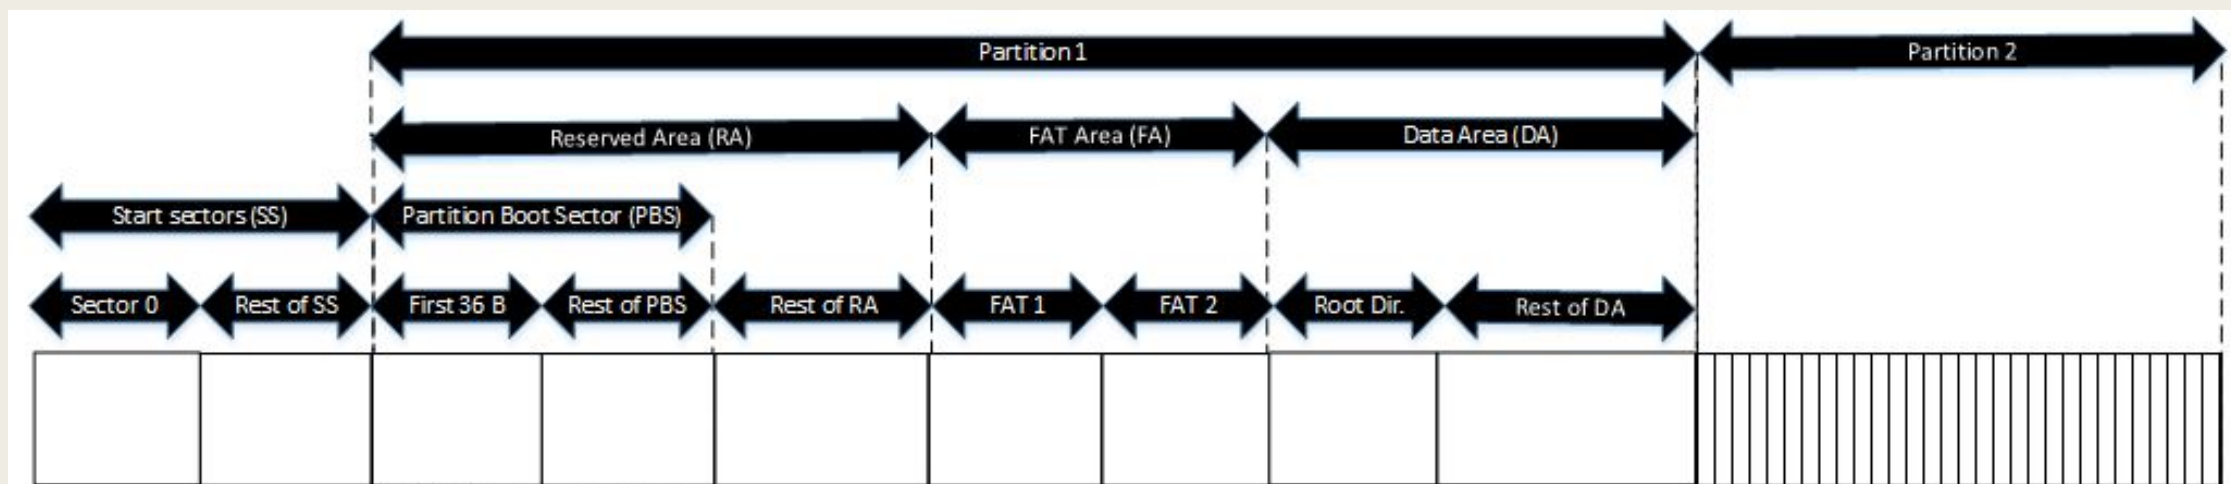 Partition 1
Partition 2
Reserved Area (RA)
FAT Area (FA)
Data Area (DA)
Start sectors (SS)
Partition Boot Sector (PBS)
Sector 0
Rest of SS
First 36 B
Rest of PBS
Rest of RA
FAT 1
FAT 2
Root Dir.
Rest of DA